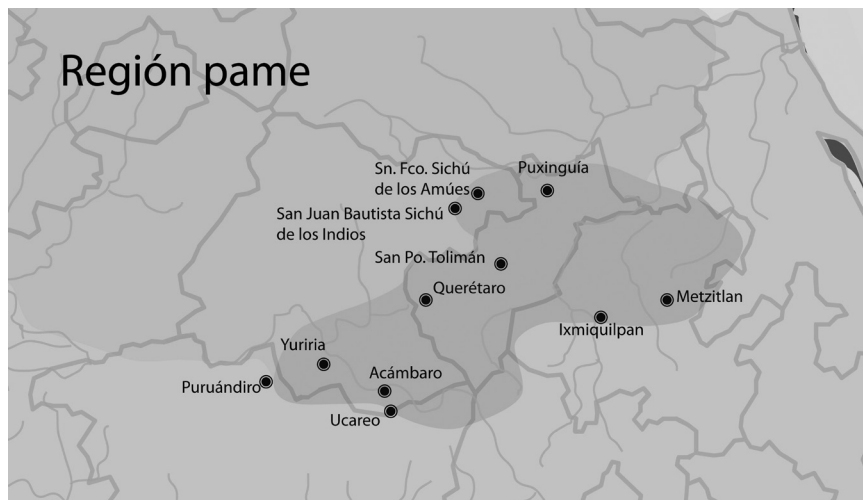 Región pame
Sn. Fco. Sichú
de los Amúes
Puxinguía
San Juan Bautista Sichú
de los Indios
San Po. Tolimán
Querétaro
Metzitlan
Ixmiquilpan
Yuriria
Acámbaro
Puruándiro
Ucareo